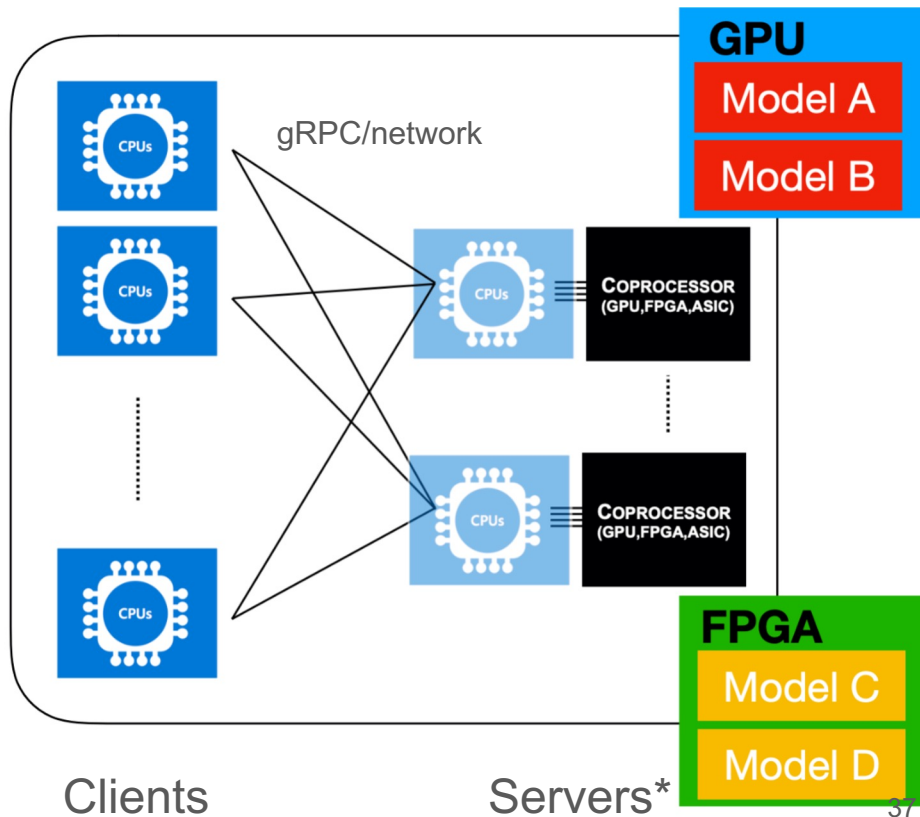 GPU
Model A
Model B
gRPC/network
CPUs
CPUs
CPUs
COPROCESSOR
(GPU,FPGA,ASIC)
CPUs
COPROCESSOR
(GPU,FPGA,ASIC)
CPUs
FPGA
Model C
Model D
Clients
Servers*
37